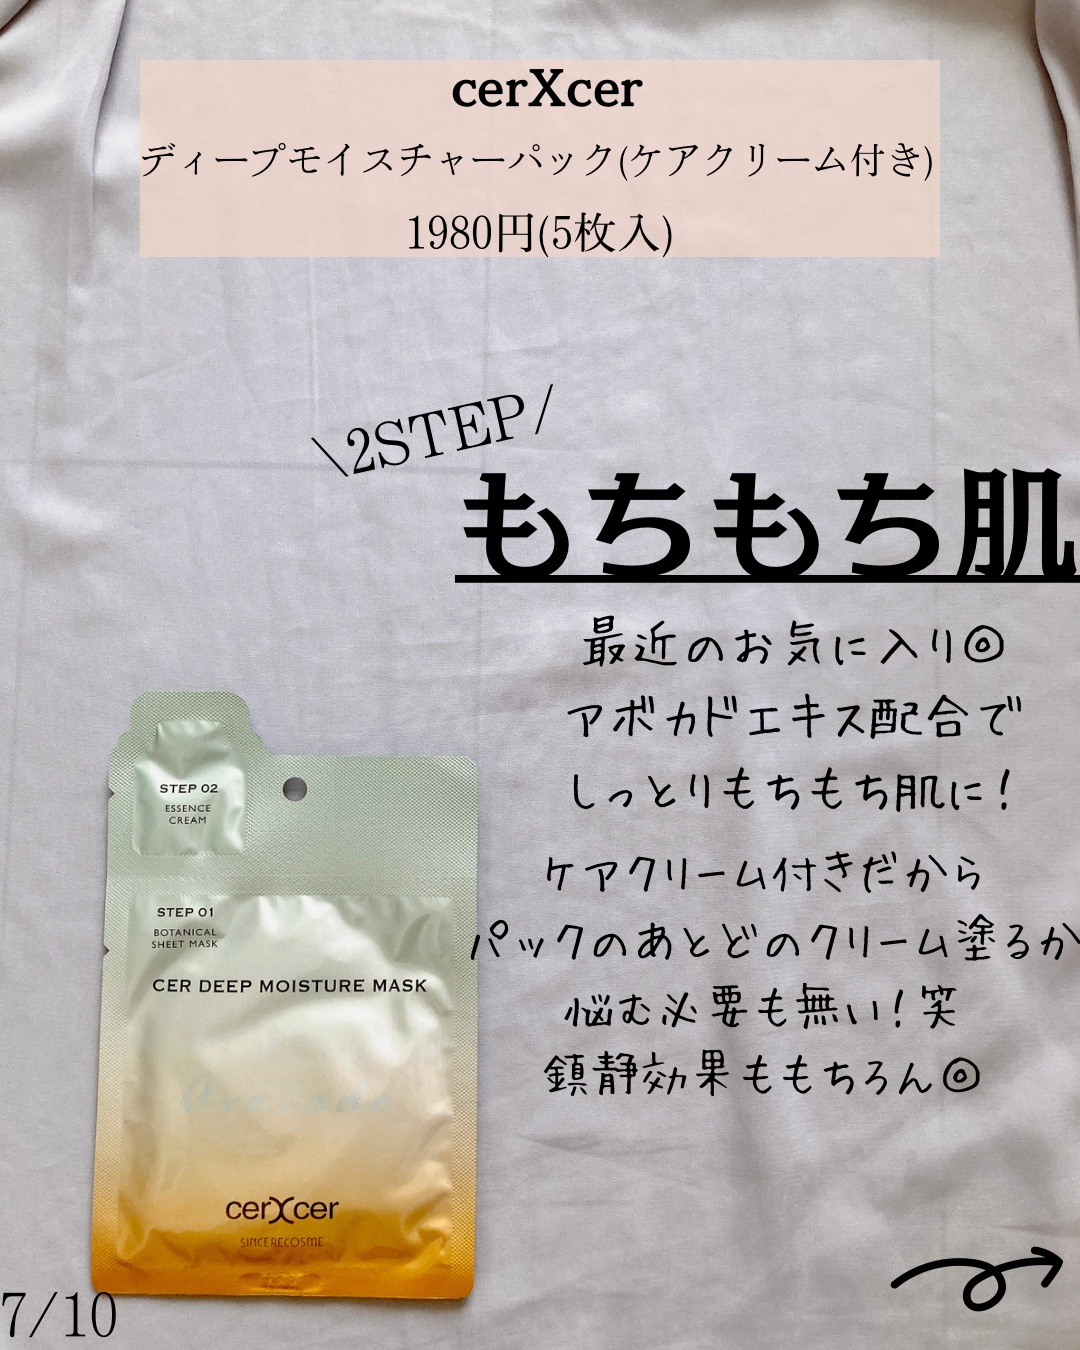 cerXcer
ディープモイスチャーパック(ケアクリーム付き)
1980円(5枚入)
\2STEP/
もちもち肌
最近のお気に入り◎
アボカドエキス配合で
しっとりもちもち肌に!
ケアクリーム付きだから
パックのあとどのクリーム塗るか
悩む必要も無い!笑
鎮静効果ももちろん◎
STEP 02
ESSENCE
CREAM
STEP 01
BOTANICAL
SHEET MASK
CER DEEP MOISTURE MASK
Avocado
cerXcer
SINCERECOSME
7/10